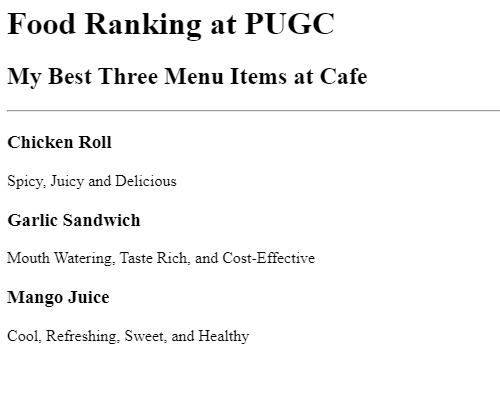 Food Ranking at PUGC
My Best Three Menu Items at Cafe
Chicken Roll
Spicy, Juicy and Delicious
Garlic Sandwich
Mouth Watering, Taste Rich, and Cost-Effective
Mango Juice
Cool, Refreshing, Sweet, and Healthy